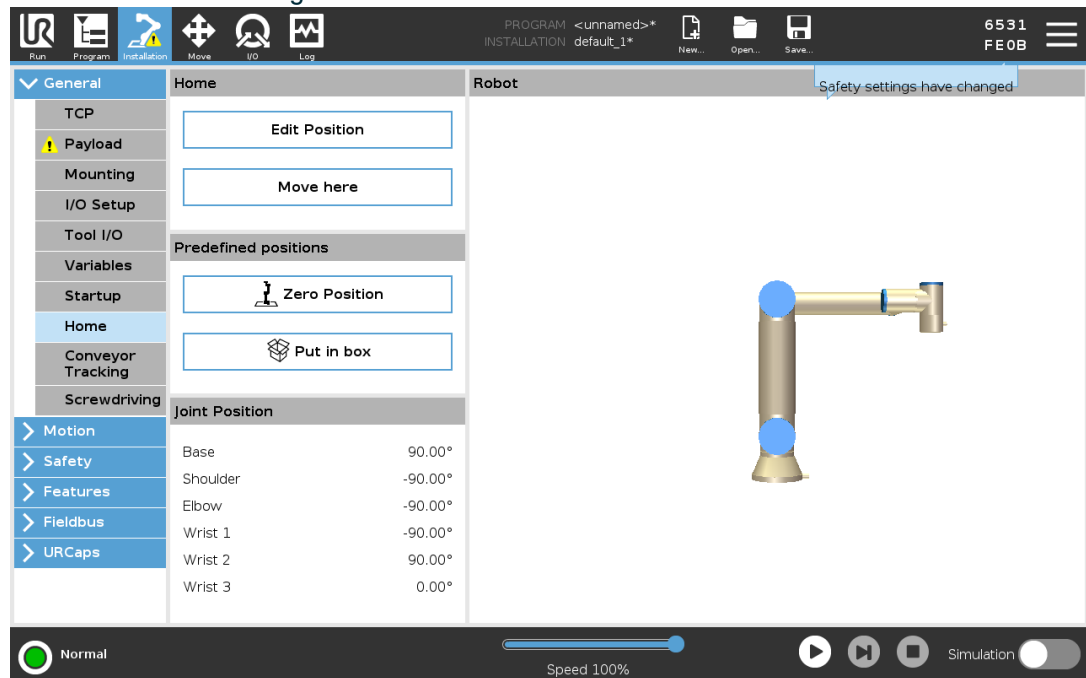 PROGRAM <unnamed>*
INSTALLATION default_1*
6531
FE0B
Run Program Installation Move I/O Log New... Open... Save...
Safety settings have changed
General
TCP
Payload
Mounting
I/O Setup
Tool I/O
Variables
Startup
Home
Conveyor
Tracking
Screwdriving
Motion
Safety
Features
Fieldbus
URCaps
Home
Edit Position
Move here
Predefined positions
Zero Position
Put in box
Joint Position
Base 90.00°
Shoulder -90.00°
Elbow -90.00°
Wrist 1 -90.00°
Wrist 2 90.00°
Wrist 3 0.00°
Robot
Normal
Speed 100%
Simulation